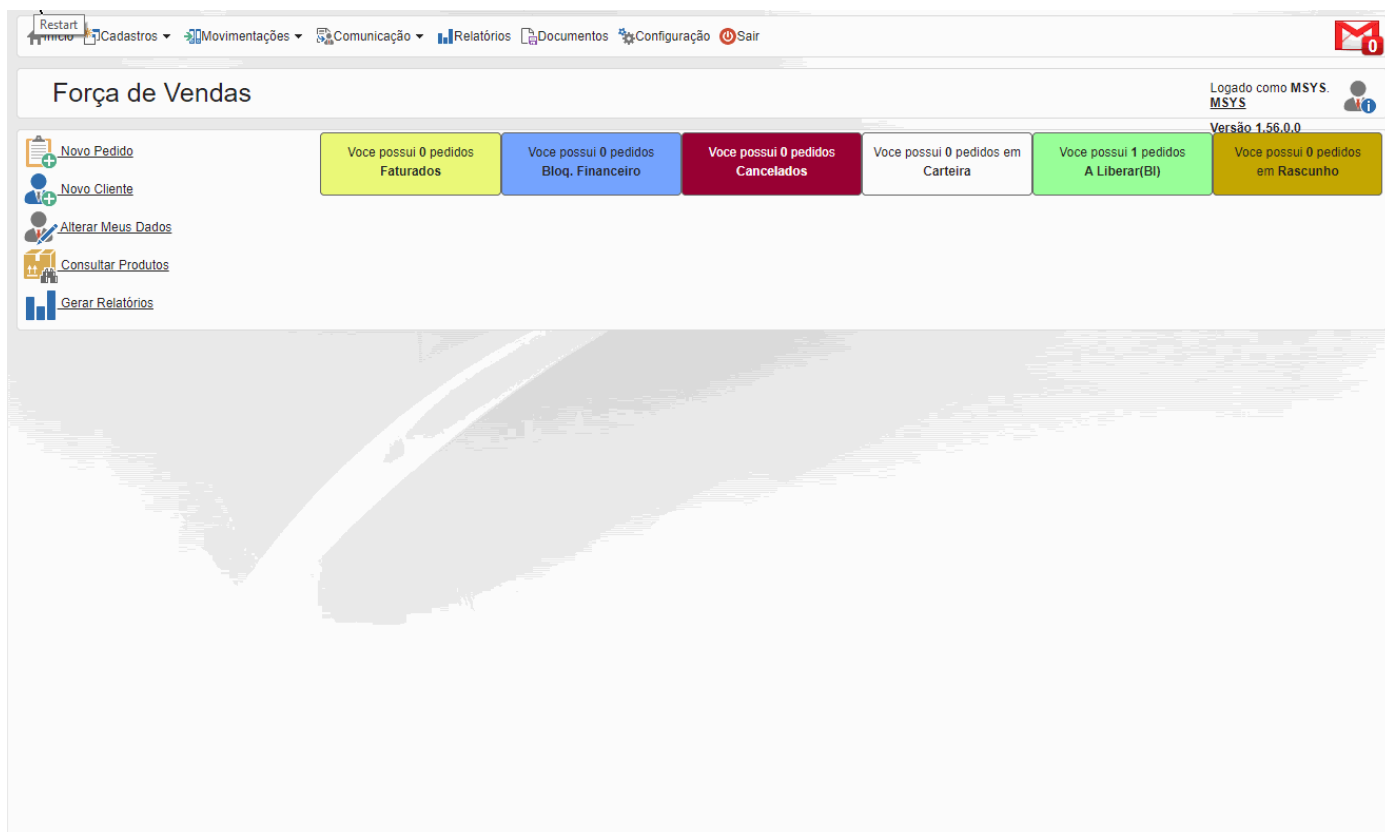 Restart
Início Cadastros Movimentações Comunicação Relatórios Documentos Configuração Sair
0
Força de Vendas
Logado como MSYS.
MSYS
Versão 1.56.0.0
Novo Pedido
Novo Cliente
Alterar Meus Dados
Consultar Produtos
Gerar Relatórios
Voce possui 0 pedidos
Faturados
Voce possui 0 pedidos
Bloq. Financeiro
Voce possui 0 pedidos
Cancelados
Voce possui 0 pedidos em
Carteira
Voce possui 1 pedidos
A Liberar(BI)
Voce possui 0 pedidos
em Rascunho